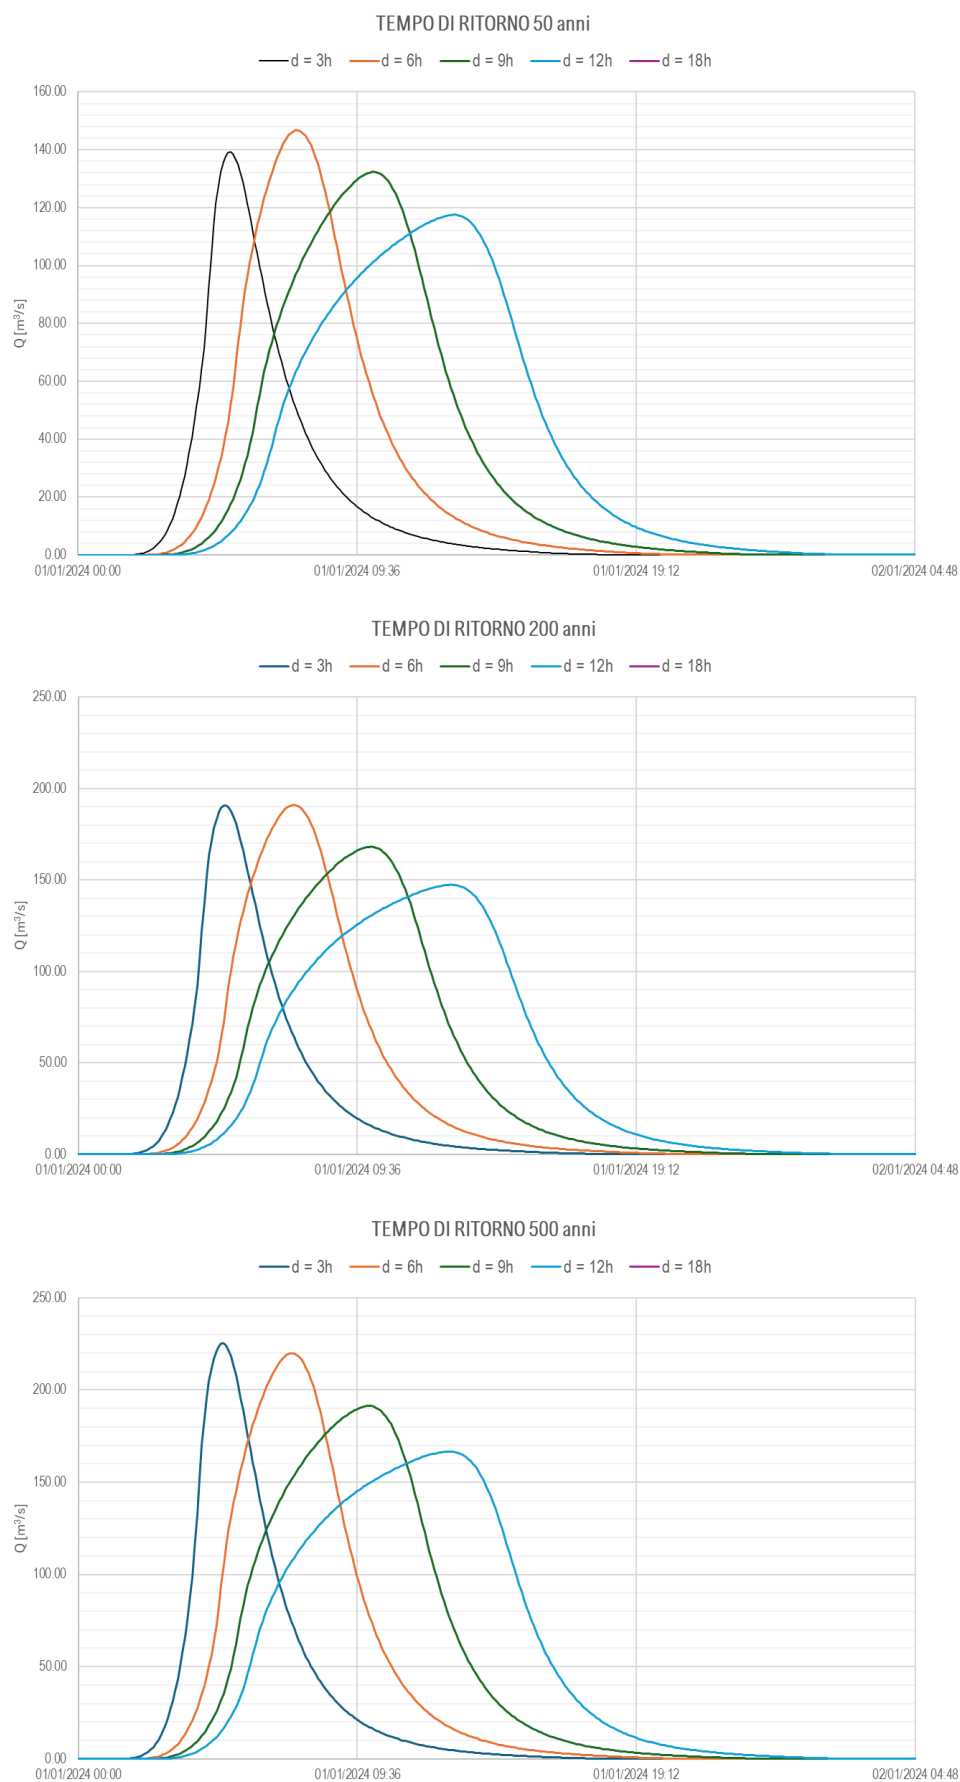 TEMPO DI RITORNO 50 anni
d = 3h d = 6h d = 9h d = 12h d = 18h
160.00
140.00
120.00
100.00
80.00
60.00
40.00
20.00
0.00
Q [m³/s]
01/01/2024 00:00 01/01/2024 09:36 01/01/2024 19:12 02/01/2024 04:48
TEMPO DI RITORNO 200 anni
d = 3h d = 6h d = 9h d = 12h d = 18h
250.00
200.00
150.00
100.00
50.00
0.00
Q [m³/s]
01/01/2024 00:00 01/01/2024 09:36 01/01/2024 19:12 02/01/2024 04:48
TEMPO DI RITORNO 500 anni
d = 3h d = 6h d = 9h d = 12h d = 18h
250.00
200.00
150.00
100.00
50.00
0.00
Q [m³/s]
01/01/2024 00:00 01/01/2024 09:36 01/01/2024 19:12 02/01/2024 04:48